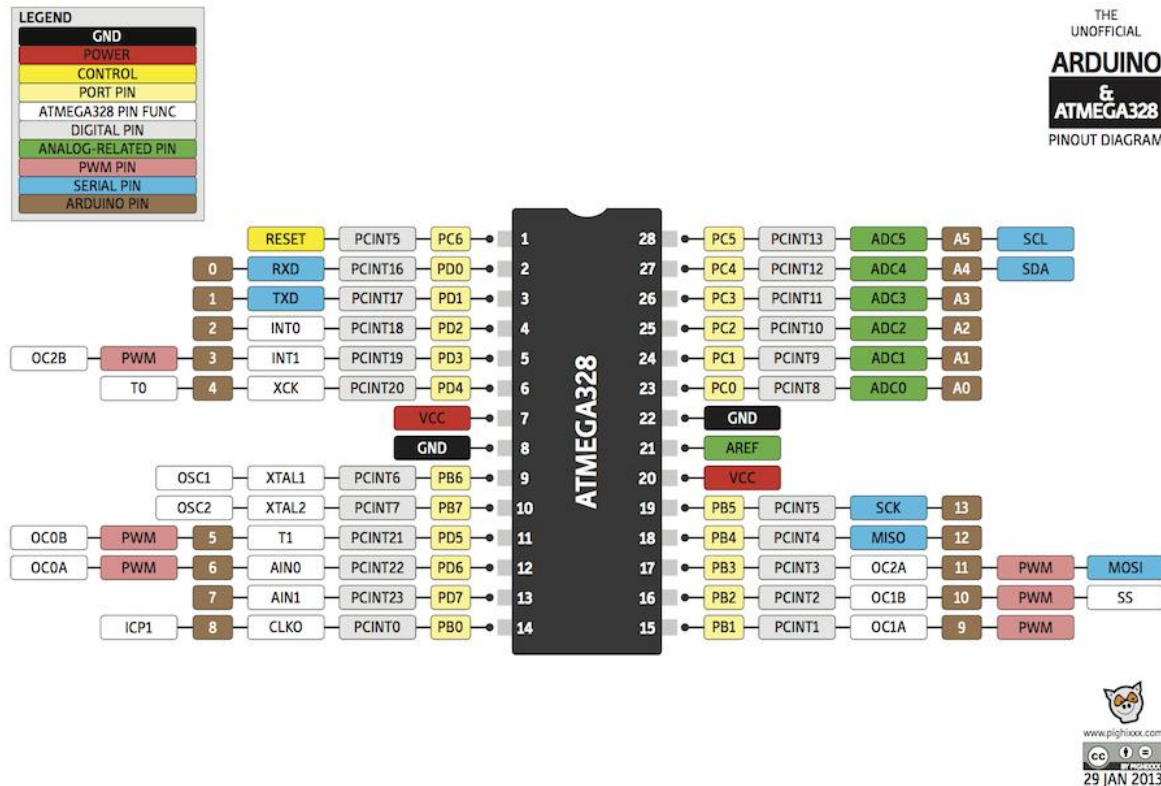 LEGEND
GND
POWER
CONTROL
PORT PIN
ATMEGA328 PIN FUNC
DIGITAL PIN
ANALOG-RELATED PIN
PWM PIN
SERIAL PIN
ARDUINO PIN
THE
UNOFFICIAL
ARDUINO
&
ATMEGA328
PINOUT DIAGRAM
RESET PCINT5 PC6 1 28 PC5 PCINT13 ADC5 A5 SCL
0 RXD PCINT16 PD0 2 27 PC4 PCINT12 ADC4 A4 SDA
1 TXD PCINT17 PD1 3 26 PC3 PCINT11 ADC3 A3
2 INT0 PCINT18 PD2 4 25 PC2 PCINT10 ADC2 A2
OC2B PWM 3 INT1 PCINT19 PD3 5 24 PC1 PCINT9 ADC1 A1
T0 4 XCK PCINT20 PD4 6 23 PC0 PCINT8 ADC0 A0
VCC 7 22 GND
GND 8 21 AREF
OSC1 XTAL1 PCINT6 PB6 9 20 VCC
OSC2 XTAL2 PCINT7 PB7 10 19 PB5 PCINT5 SCK 13
OC0B PWM 5 T1 PCINT21 PD5 11 18 PB4 PCINT4 MISO 12
OC0A PWM 6 AIN0 PCINT22 PD6 12 17 PB3 PCINT3 OC2A 11 PWM MOSI
7 AIN1 PCINT23 PD7 13 16 PB2 PCINT2 OC1B 10 PWM SS
ICP1 8 CLKO PCINT0 PB0 14 15 PB1 PCINT1 OC1A 9 PWM
ATMEGA328
www.pighixxx.com
cc
BY PIGHIXXX
29 JAN 2013